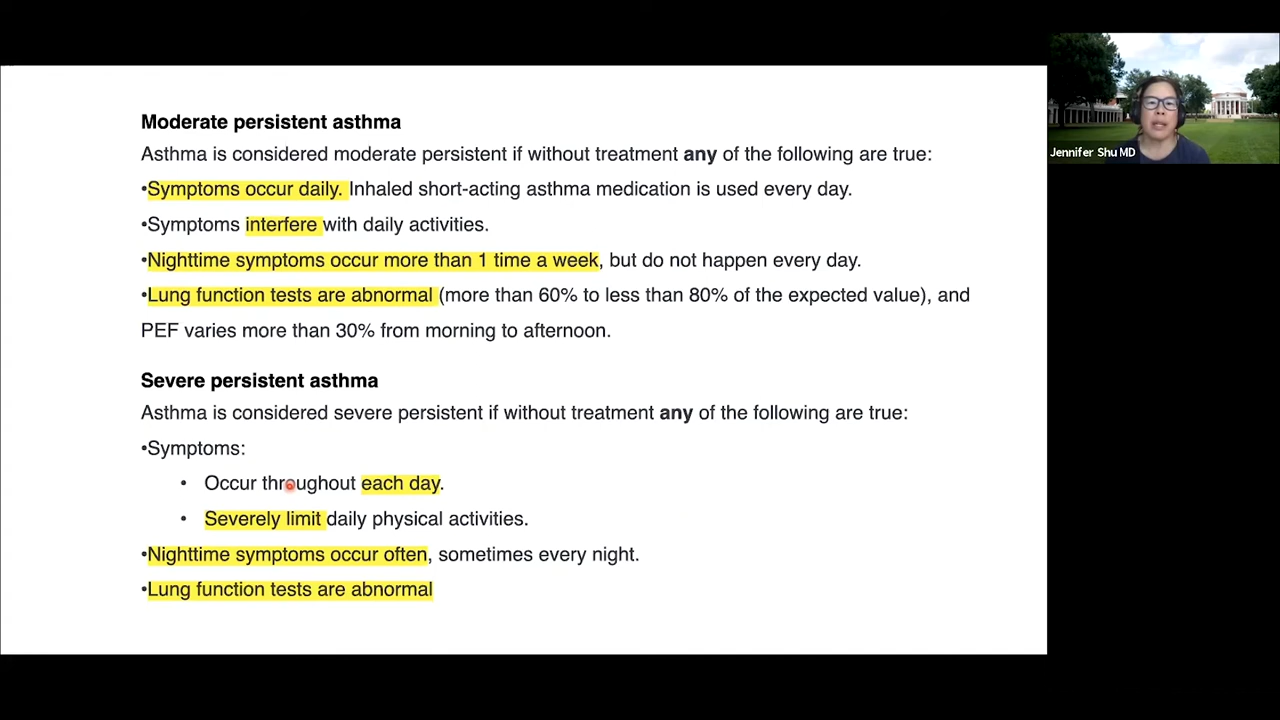 Moderate persistent asthma
Asthma is considered moderate persistent if without treatment any of the following are true:
•Symptoms occur daily. Inhaled short-acting asthma medication is used every day.
•Symptoms interfere with daily activities.
•Nighttime symptoms occur more than 1 time a week, but do not happen every day.
•Lung function tests are abnormal (more than 60% to less than 80% of the expected value), and
PEF varies more than 30% from morning to afternoon.
Severe persistent asthma
Asthma is considered severe persistent if without treatment any of the following are true:
•Symptoms:
• Occur throughout each day.
• Severely limit daily physical activities.
•Nighttime symptoms occur often, sometimes every night.
•Lung function tests are abnormal
Jennifer Shu MD